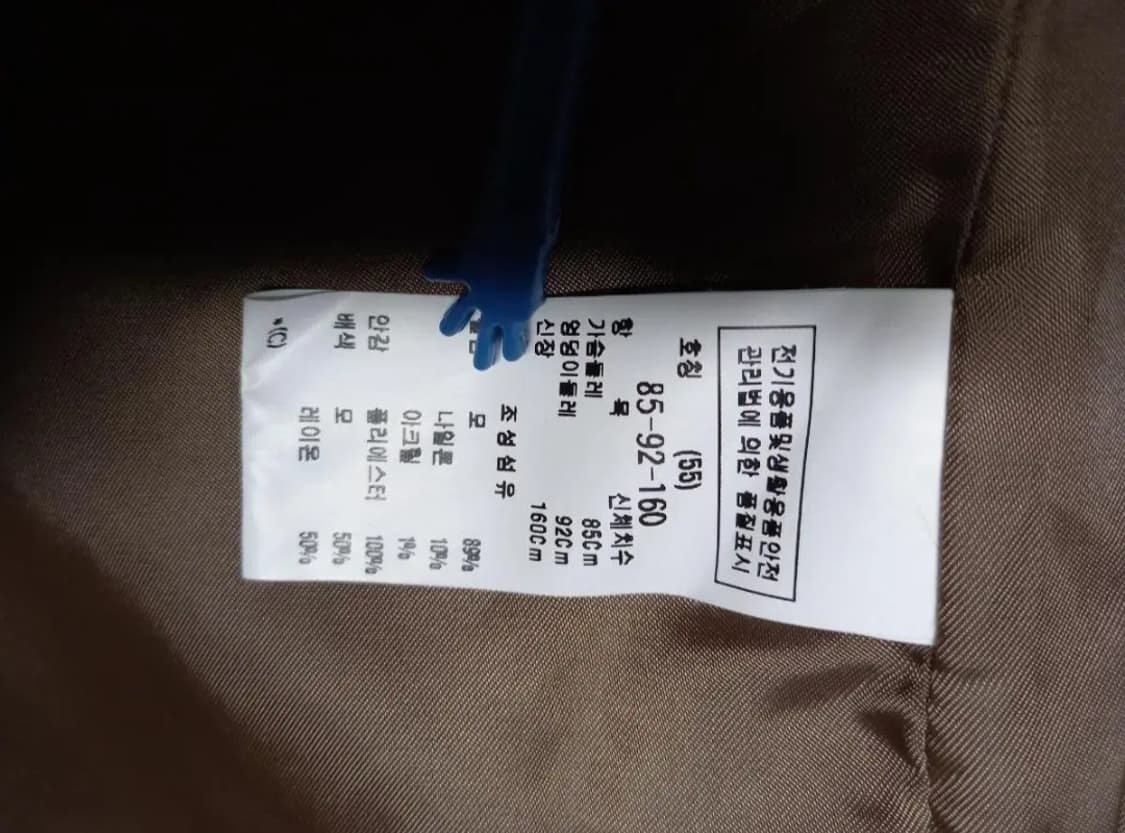 전기용품및생활용품안전
관리법에 의한 품질표시
호칭 (55)
85-92-160
항 목 신체치수
가슴둘레 85Cm
엉덩이둘레 92Cm
신장 160Cm
조성섬유
모 89%
나일론 10%
아크릴 1%
안감 폴리에스터 100%
배색 모 50%
레이온 50%
*(C)